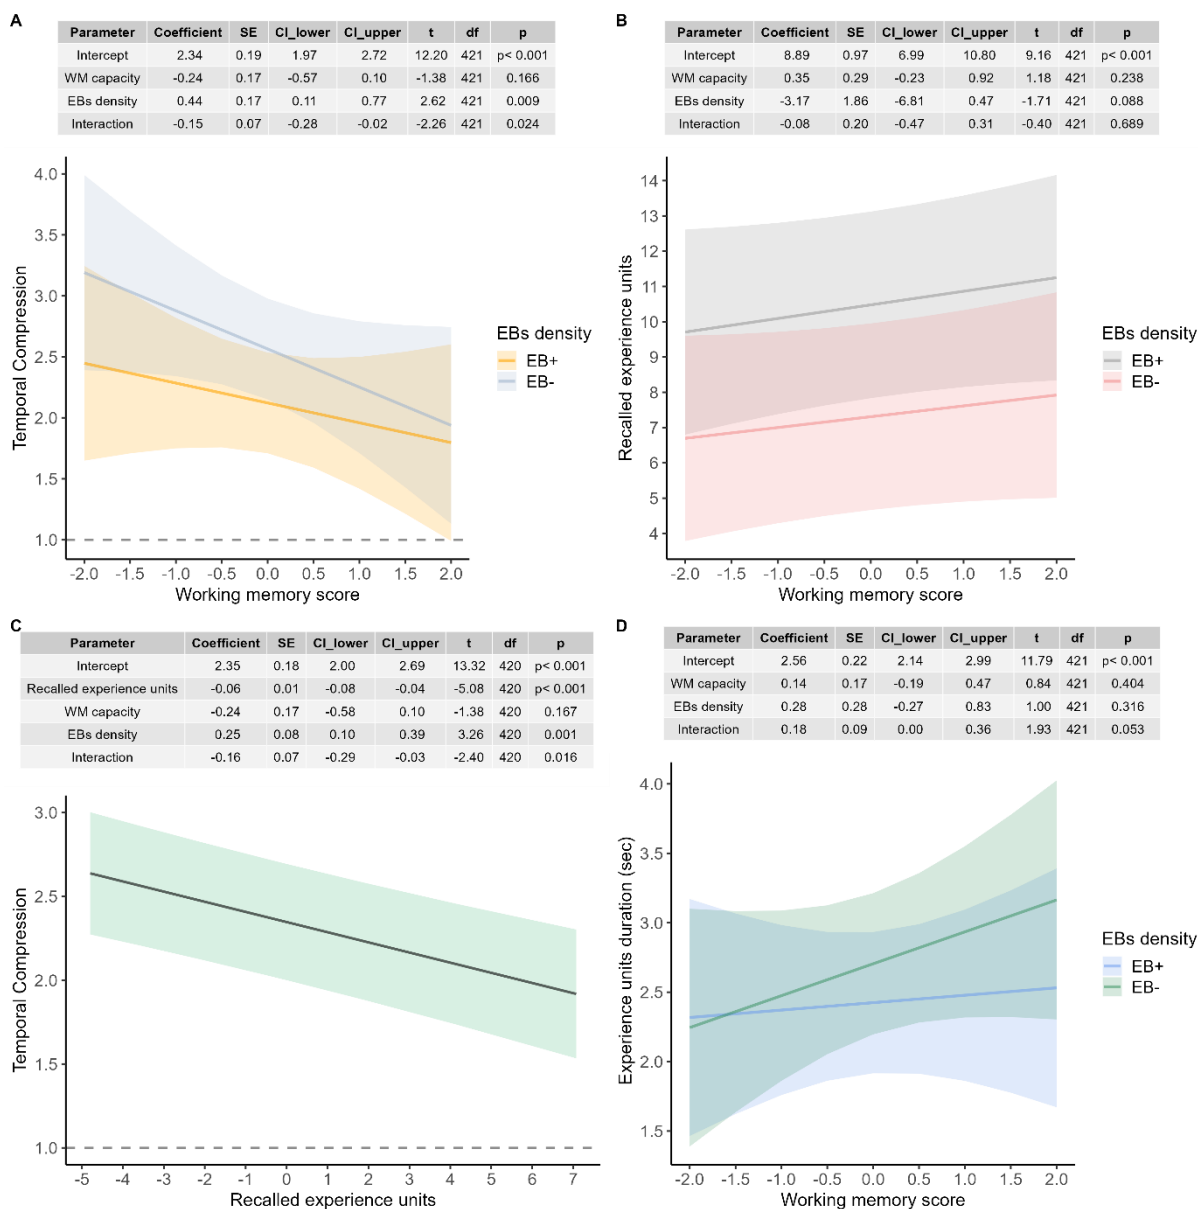 A
Parameter Coefficient SE CI_lower CI_upper t df p
Intercept 2.34 0.19 1.97 2.72 12.20 421 p< 0.001
WM capacity -0.24 0.17 -0.57 0.10 -1.38 421 0.166
EBs density 0.44 0.17 0.11 0.77 2.62 421 0.009
Interaction -0.15 0.07 -0.28 -0.02 -2.26 421 0.024
Temporal Compression
4.0
3.5
3.0
2.5
2.0
1.5
1.0
-2.0 -1.5 -1.0 -0.5 0.0 0.5 1.0 1.5 2.0
Working memory score
EBs density
EB+
EB-
B
Parameter Coefficient SE CI_lower CI_upper t df p
Intercept 8.89 0.97 6.99 10.80 9.16 421 p< 0.001
WM capacity 0.35 0.29 -0.23 0.92 1.18 421 0.238
EBs density -3.17 1.86 -6.81 0.47 -1.71 421 0.088
Interaction -0.08 0.20 -0.47 0.31 -0.40 421 0.689
Recalled experience units
14
13
12
11
10
9
8
7
6
5
4
-2.0 -1.5 -1.0 -0.5 0.0 0.5 1.0 1.5 2.0
Working memory score
EBs density
EB+
EB-
C
Parameter Coefficient SE CI_lower CI_upper t df p
Intercept 2.35 0.18 2.00 2.69 13.32 420 p< 0.001
Recalled experience units -0.06 0.01 -0.08 -0.04 -5.08 420 p< 0.001
WM capacity -0.24 0.17 -0.58 0.10 -1.38 420 0.167
EBs density 0.25 0.08 0.10 0.39 3.26 420 0.001
Interaction -0.16 0.07 -0.29 -0.03 -2.40 420 0.016
Temporal Compression
3.0
2.5
2.0
1.5
1.0
-5 -4 -3 -2 -1 0 1 2 3 4 5 6 7
Recalled experience units
D
Parameter Coefficient SE CI_lower CI_upper t df p
Intercept 2.56 0.22 2.14 2.99 11.79 421 p< 0.001
WM capacity 0.14 0.17 -0.19 0.47 0.84 421 0.404
EBs density 0.28 0.28 -0.27 0.83 1.00 421 0.316
Interaction 0.18 0.09 0.00 0.36 1.93 421 0.053
Experience units duration (sec)
4.0
3.5
3.0
2.5
2.0
1.5
-2.0 -1.5 -1.0 -0.5 0.0 0.5 1.0 1.5 2.0
Working memory score
EBs density
EB+
EB-